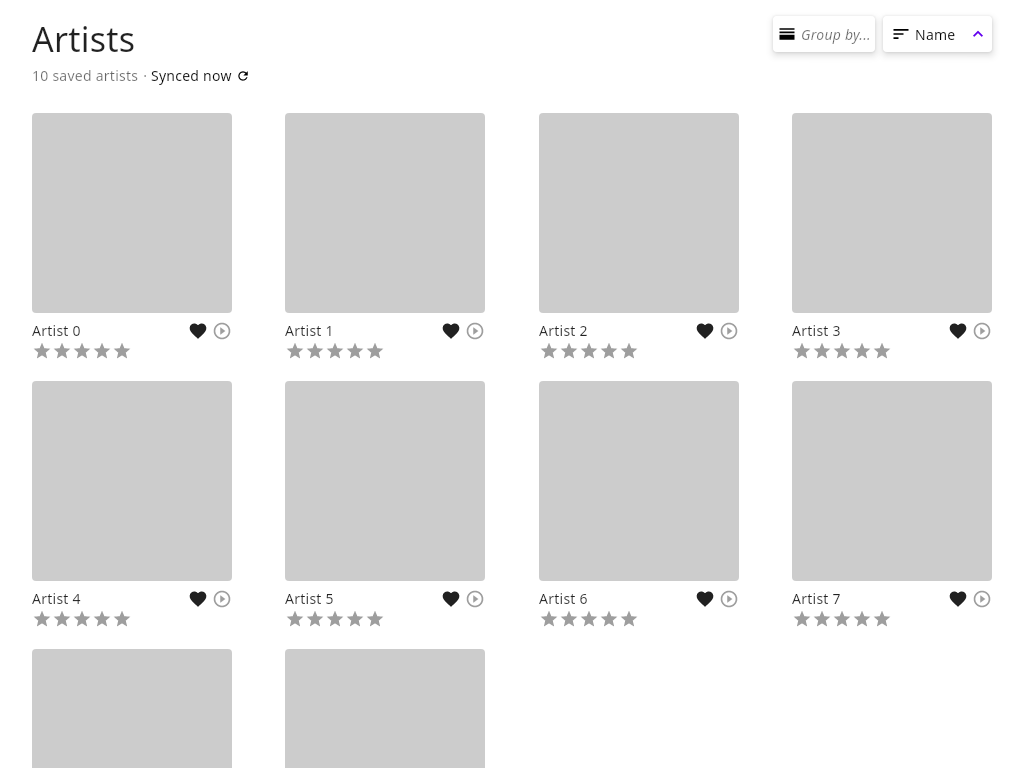 Artists
Group by...
Name
10 saved artists · Synced now
Artist 0
Artist 1
Artist 2
Artist 3
Artist 4
Artist 5
Artist 6
Artist 7